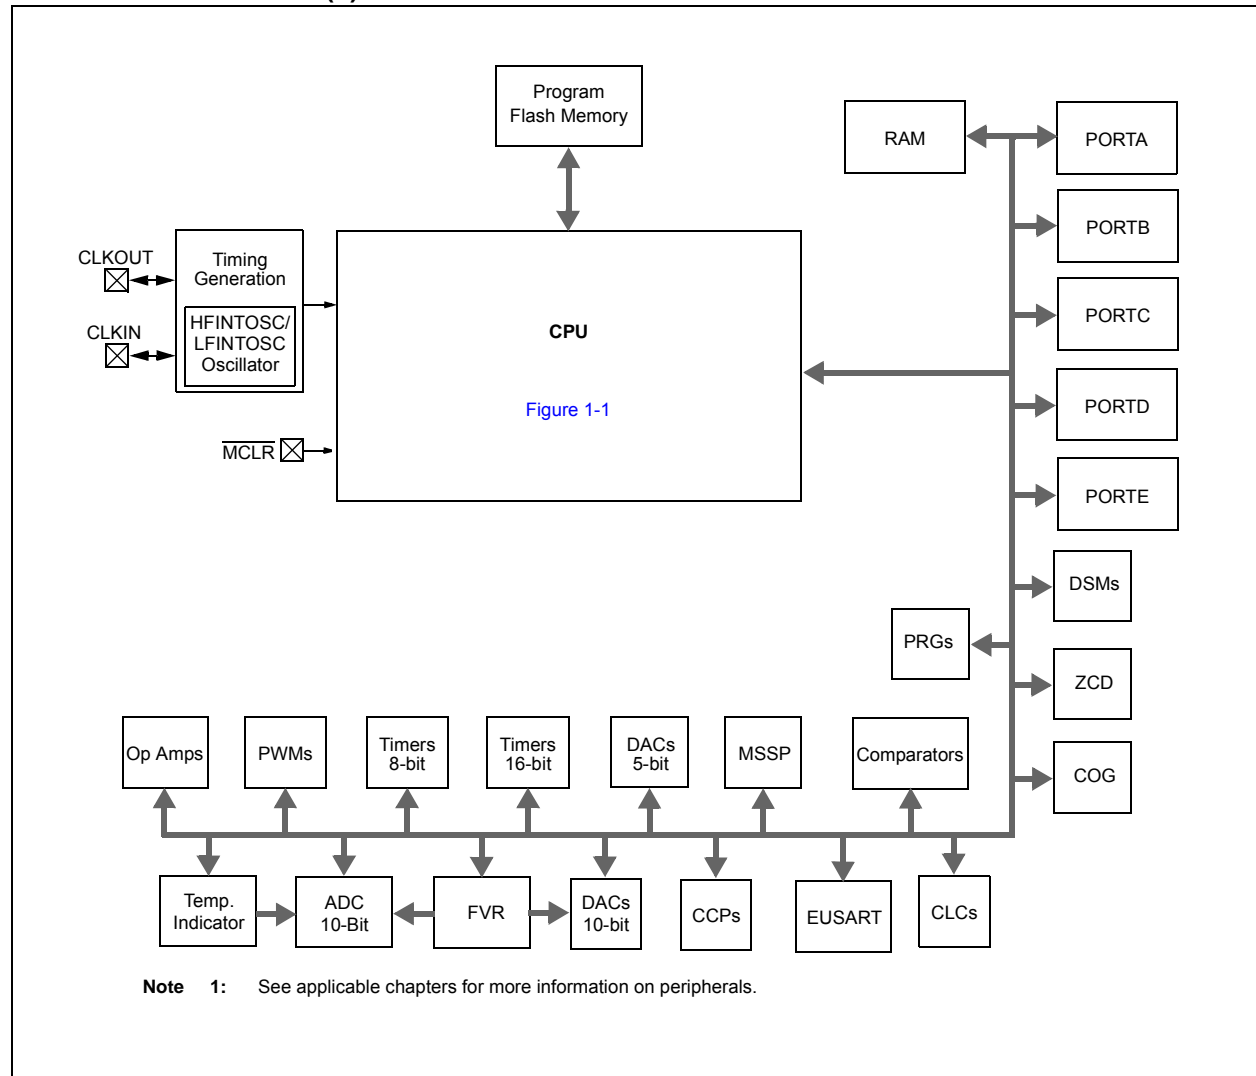 Program
Flash Memory
RAM
PORTA
PORTB
CLKOUT
Timing
Generation
PORTC
HFINTOSC/
LFINTOSC
Oscillator
CLKIN
CPU
Figure 1-1
PORTD
MCLR
PORTE
DSMs
PRGs
ZCD
Op Amps
PWMs
Timers
8-bit
Timers
16-bit
DACs
5-bit
MSSP
Comparators
COG
Temp.
Indicator
ADC
10-Bit
FVR
DACs
10-bit
CCPs
EUSART
CLCs
Note 1: See applicable chapters for more information on peripherals.